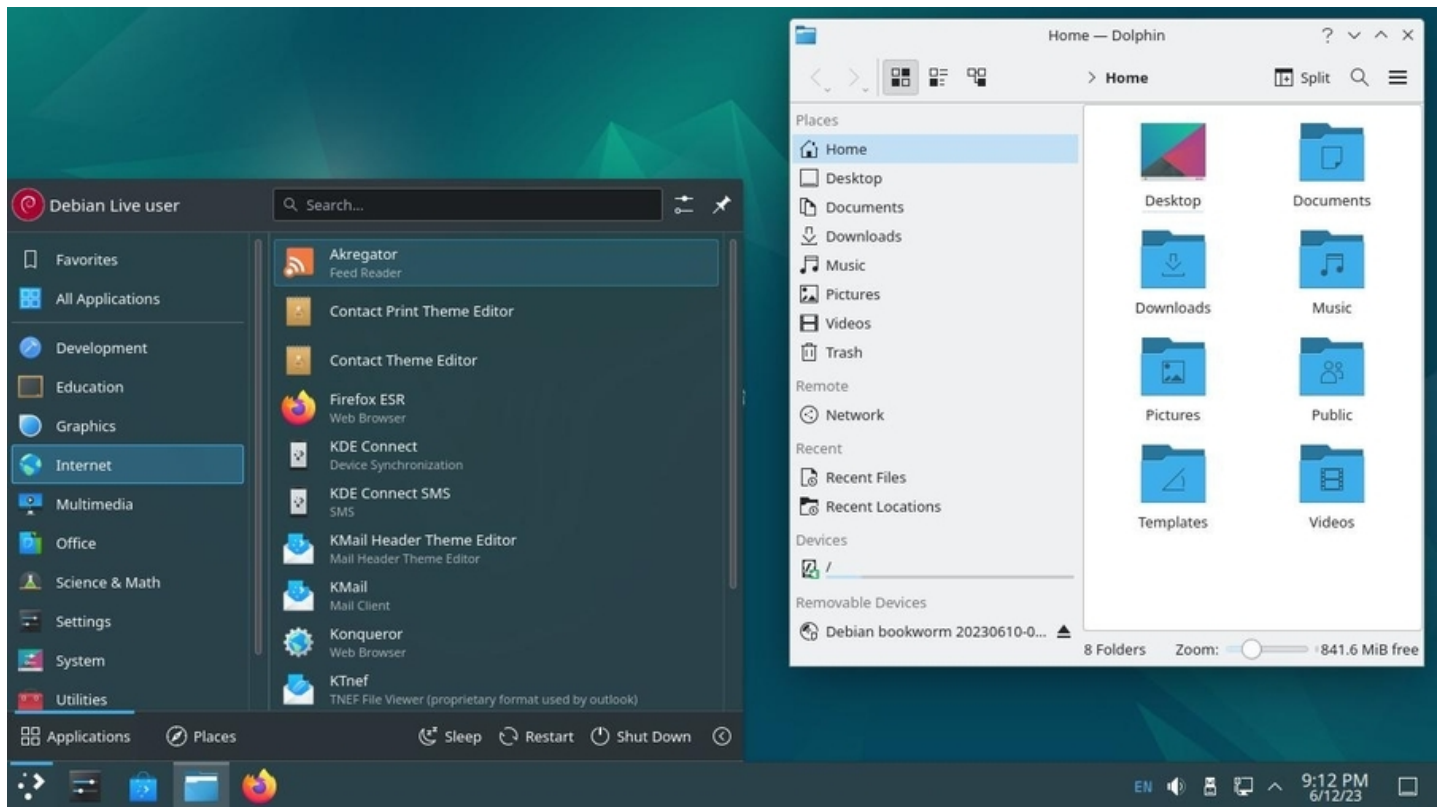 Home — Dolphin
Home
Split
Places
Home
Desktop
Documents
Downloads
Music
Pictures
Videos
Trash
Remote
Network
Recent
Recent Files
Recent Locations
Devices
/
Removable Devices
Debian bookworm 20230610-0...
Desktop
Documents
Downloads
Music
Pictures
Public
Templates
Videos
8 Folders
Zoom:
841.6 MiB free
Debian Live user
Search...
Favorites
All Applications
Development
Education
Graphics
Internet
Multimedia
Office
Science & Math
Settings
System
Utilities
Akregator
Feed Reader
Contact Print Theme Editor
Contact Theme Editor
Firefox ESR
Web Browser
KDE Connect
Device Synchronization
KDE Connect SMS
SMS
KMail Header Theme Editor
Mail Header Theme Editor
KMail
Mail Client
Konqueror
Web Browser
KTnef
TNEF File Viewer (proprietary format used by outlook)
Applications
Places
Sleep
Restart
Shut Down
EN
9:12 PM
6/12/23